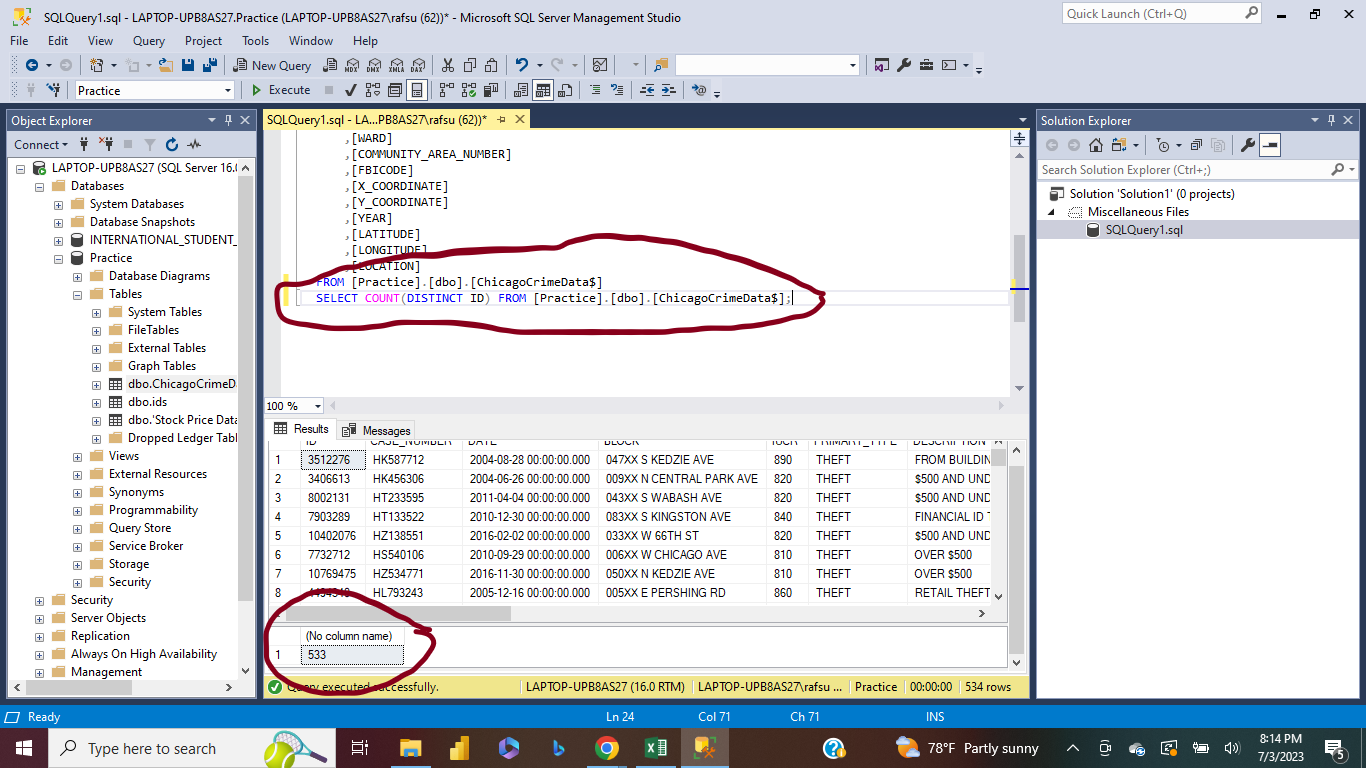 SQLQuery1.sql - LAPTOP-UPB8AS27.Practice (LAPTOP-UPB8AS27\rafsu (62))* - Microsoft SQL Server Management Studio
Quick Launch (Ctrl+Q)
File Edit View Query Project Tools Window Help
New Query
MDX DMX XMLA DAX
Practice
Execute
Object Explorer
Connect
LAPTOP-UPB8AS27 (SQL Server 16.0
Databases
System Databases
Database Snapshots
INTERNATIONAL_STUDENT_
Practice
Database Diagrams
Tables
System Tables
FileTables
External Tables
Graph Tables
dbo.ChicagoCrimeDa
dbo.ids
dbo.'Stock Price Data
Dropped Ledger Tabl
Views
External Resources
Synonyms
Programmability
Query Store
Service Broker
Storage
Security
Security
Server Objects
Replication
Always On High Availability
Management
SQLQuery1.sql - LA...PB8AS27\rafsu (62))*
,[WARD]
,[COMMUNITY_AREA_NUMBER]
,[FBICODE]
,[X_COORDINATE]
,[Y_COORDINATE]
,[YEAR]
,[LATITUDE]
,[LONGITUDE]
,[LOCATION]
FROM [Practice].[dbo].[ChicagoCrimeData$]
SELECT COUNT(DISTINCT ID) FROM [Practice].[dbo].[ChicagoCrimeData$];
100 %
Results Messages
ID CASE_NUMBER DATE BLOCK IUCR PRIMARY_TYPE DESCRIPTION
1 3512276 HK587712 2004-08-28 00:00:00.000 047XX S KEDZIE AVE 890 THEFT FROM BUILDIN
2 3406613 HK456306 2004-06-26 00:00:00.000 009XX N CENTRAL PARK AVE 820 THEFT $500 AND UND
3 8002131 HT233595 2011-04-04 00:00:00.000 043XX S WABASH AVE 820 THEFT $500 AND UND
4 7903289 HT133522 2010-12-30 00:00:00.000 083XX S KINGSTON AVE 840 THEFT FINANCIAL ID T
5 10402076 HZ138551 2016-02-02 00:00:00.000 033XX W 66TH ST 820 THEFT $500 AND UND
6 7732712 HS540106 2010-09-29 00:00:00.000 006XX W CHICAGO AVE 810 THEFT OVER $500
7 10769475 HZ534771 2016-11-30 00:00:00.000 050XX N KEDZIE AVE 810 THEFT OVER $500
8 HL793243 2005-12-16 00:00:00.000 005XX E PERSHING RD 860 THEFT RETAIL THEFT
(No column name)
1 533
Query executed successfully. LAPTOP-UPB8AS27 (16.0 RTM) LAPTOP-UPB8AS27\rafsu ... Practice 00:00:00 534 rows
Solution Explorer
Search Solution Explorer (Ctrl+;)
Solution 'Solution1' (0 projects)
Miscellaneous Files
SQLQuery1.sql
Ready Ln 24 Col 71 Ch 71 INS
Type here to search
78°F Partly sunny
8:14 PM
7/3/2023
5